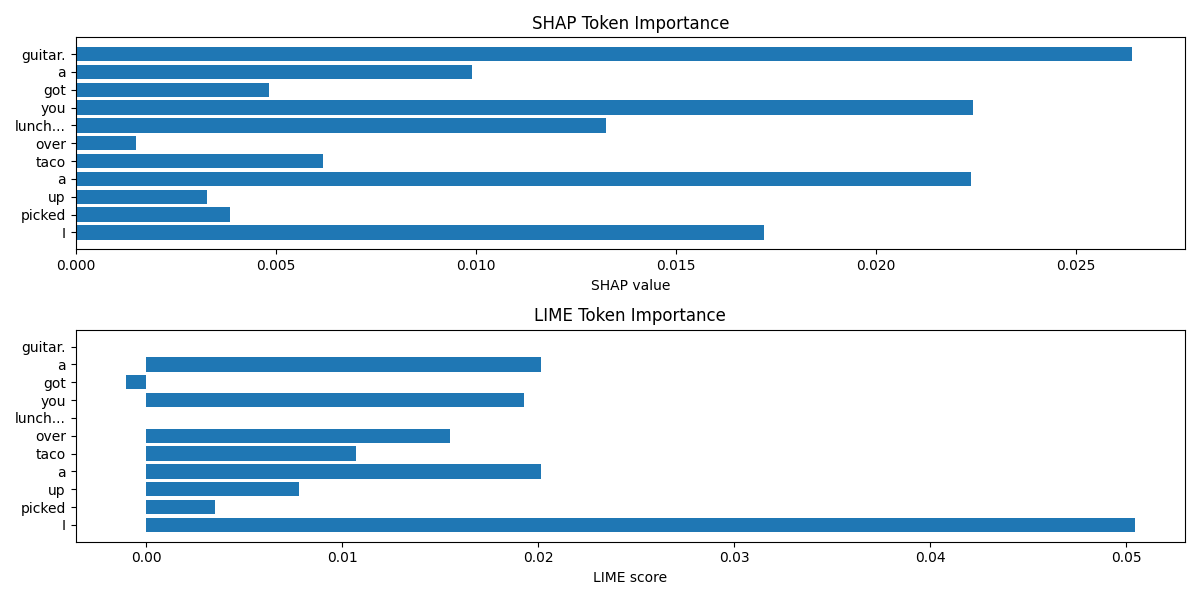 SHAP Token Importance
guitar.
a
got
you
lunch...
over
taco
a
up
picked
I
0.000 0.005 0.010 0.015 0.020 0.025
SHAP value
LIME Token Importance
guitar.
a
got
you
lunch...
over
taco
a
up
picked
I
0.00 0.01 0.02 0.03 0.04 0.05
LIME score